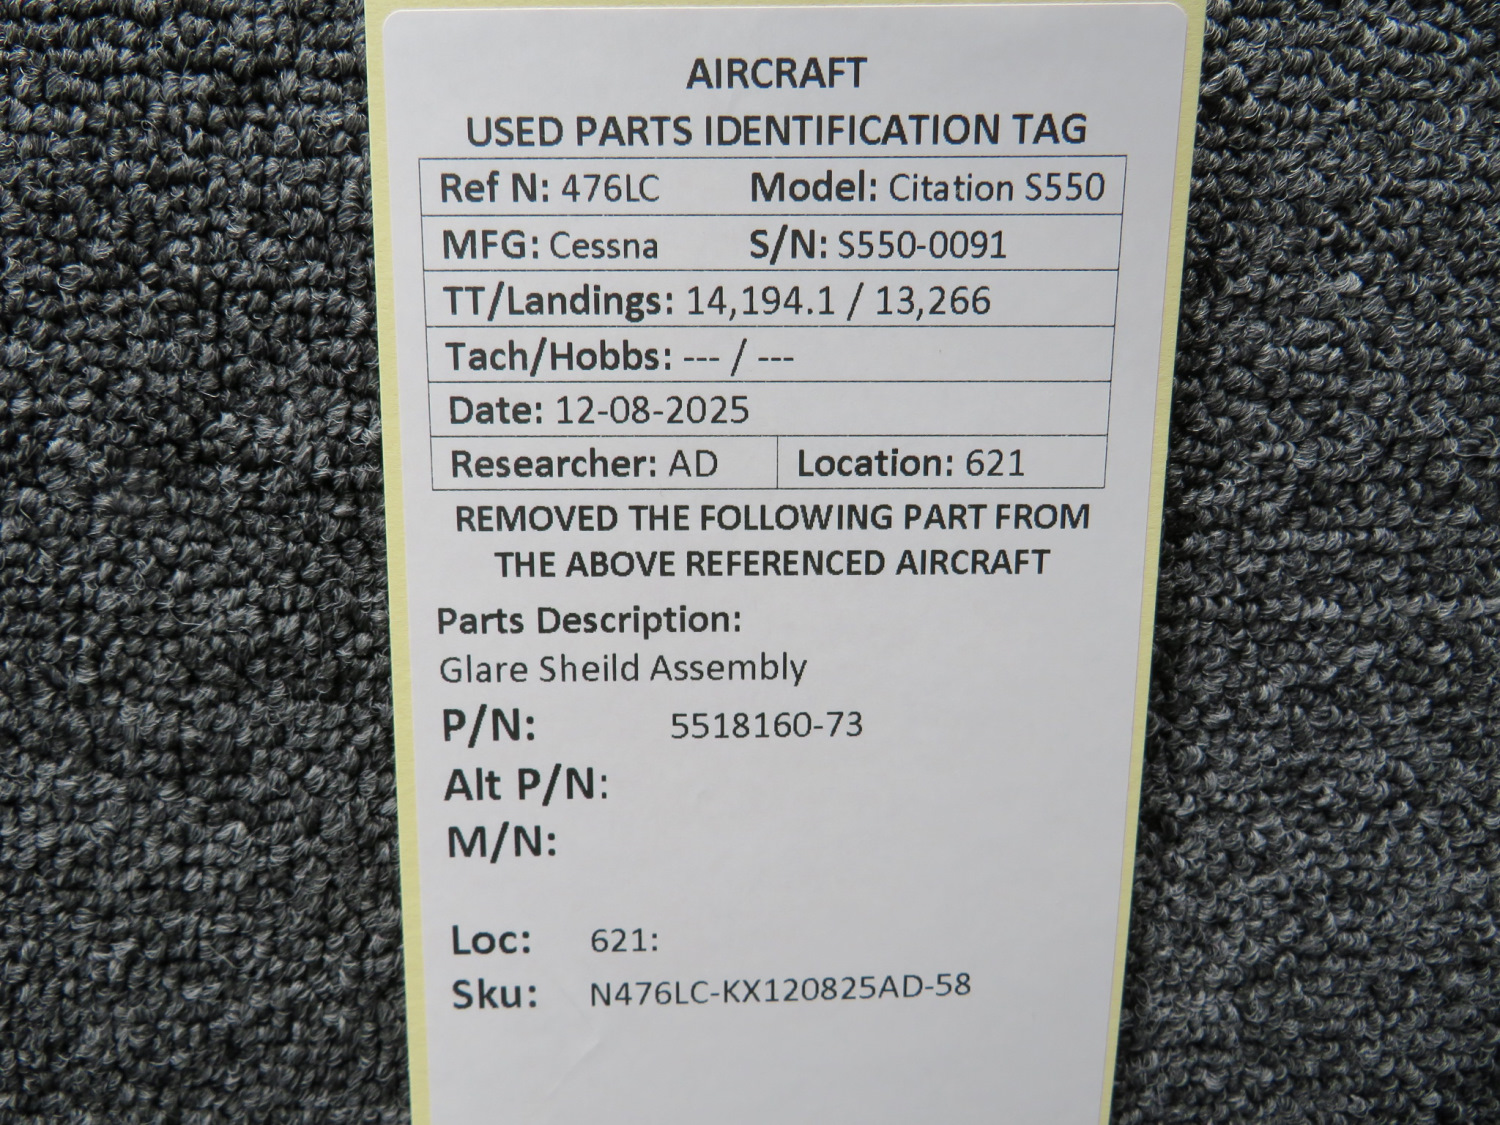 AIRCRAFT
USED PARTS IDENTIFICATION TAG
Ref N: 476LC Model: Citation S550
MFG: Cessna S/N: S550-0091
TT/Landings: 14,194.1 / 13,266
Tach/Hobbs: --- / ---
Date: 12-08-2025
Researcher: AD Location: 621
REMOVED THE FOLLOWING PART FROM
THE ABOVE REFERENCED AIRCRAFT
Parts Description:
Glare Sheild Assembly
P/N: 5518160-73
Alt P/N:
M/N:
Loc: 621:
Sku: N476LC-KX120825AD-58